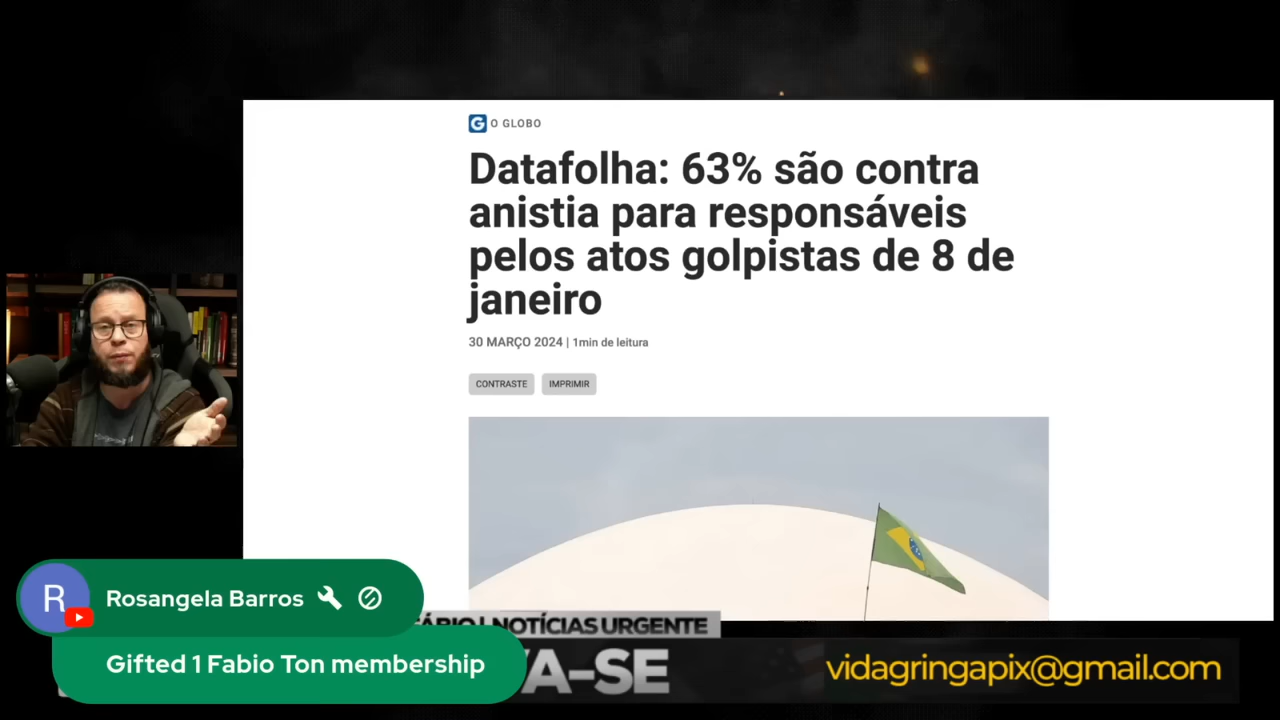 G O GLOBO
Datafolha: 63% são contra
anistia para responsáveis
pelos atos golpistas de 8 de
janeiro
30 MARÇO 2024 | 1min de leitura
CONTRASTE IMPRIMIR
R Rosangela Barros
Gifted 1 Fabio Ton membership
NOTÍCIAS URGENTE
A-SE
vidagringapix@gmail.com